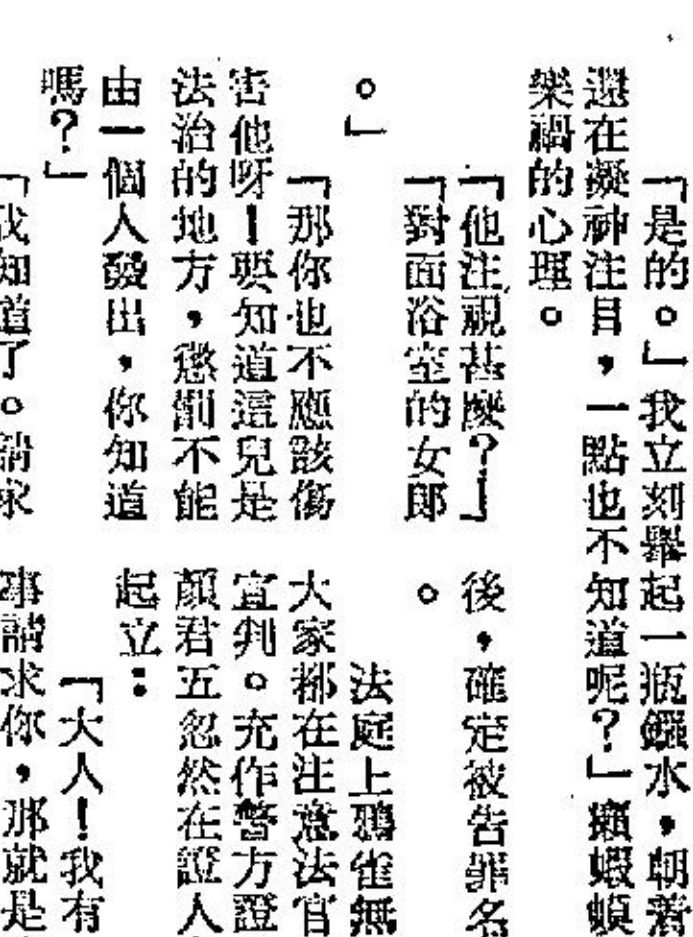 「是的。」我立刻舉起一瓶鏹水，朝着
還在凝神注目，一點也不知道呢？」癩蝦蟆
樂禍的心理。
「他注視甚麽？」
「對面浴室的女郎
。」
「那你也不應該傷
害他呀！要知道這兒是
法治的地方，懲罰不能
由一個人發出，你知道
嗎？」
「我知道了。請求
後，確定被告罪名
。
法庭上鴉雀無
大家都在注意法官
宣判。充作警方證
顏君五忽然在證人
起立：
「大人！我有
事請求你，那就是